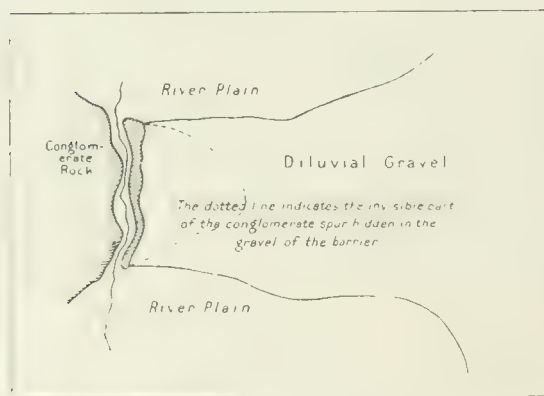 River Plain
Conglom-
erate
Rock
Diluvial Gravel
The dotted line indicates the invisible part
of the conglomerate spur hidden in the
gravel of the barrier
River Plain